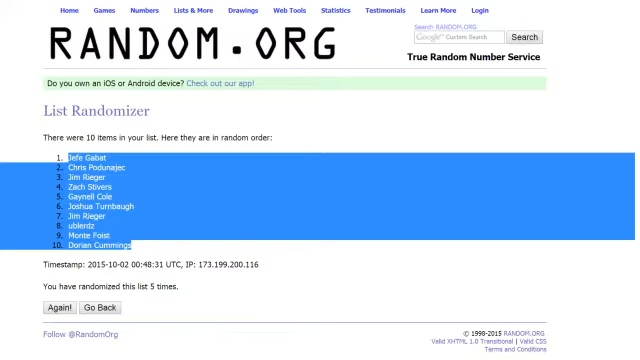 Home Games Numbers Lists & More Drawings Web Tools Statistics Testimonials Learn More Login
RANDOM.ORG
Search RANDOM.ORG
Google Custom Search Search
True Random Number Service
Do you own an iOS or Android device? Check out our app!
List Randomizer
There were 10 items in your list. Here they are in random order:
1. Jefe Gabat
2. Chris Podunajec
3. Jim Rieger
4. Zach Stivers
5. Gaynell Cole
6. Joshua Turnbaugh
7. Jim Rieger
8. ublerdz
9. Monte Foist
10. Dorian Cummings
Timestamp: 2015-10-02 00:48:31 UTC, IP: 173.199.200.116
You have randomized this list 5 times.
Again! Go Back
Follow @RandomOrg
© 1998-2015 RANDOM.ORG
Valid XHTML 1.0 Transitional | Valid CSS
Terms and Conditions